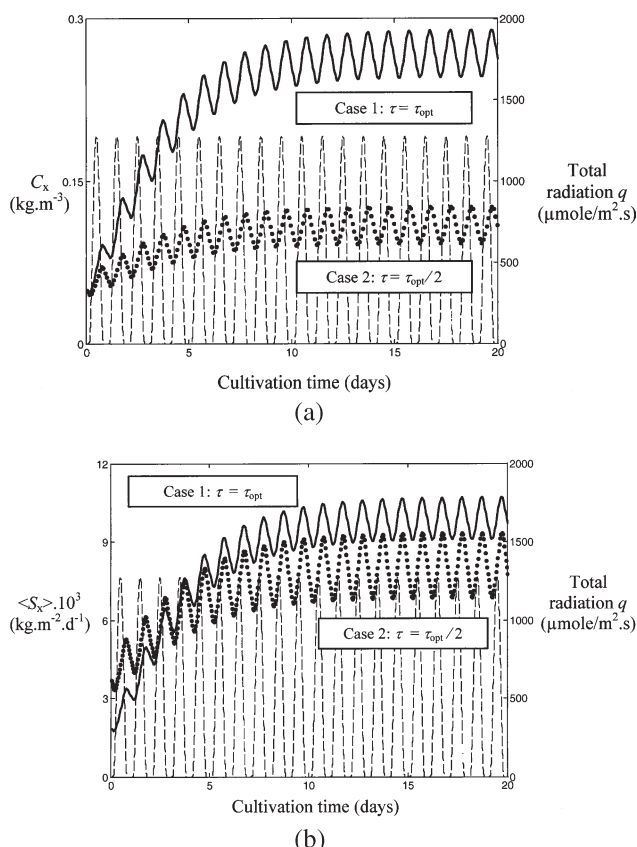 0.3
2000
Case 1: τ = τopt
1500
Cx
(kg.m-3)
0.15
1000
Total
radiation q
(µmole/m2.s)
500
Case 2: τ = τopt/2
0
0
0
5
10
15
20
Cultivation time (days)
(a)
12
2000
Case 1: τ = τopt
9
1500
<Sx>.10³
(kg.m-2.d-1)
6
1000
Total
radiation q
(µmole/m2.s)
Case 2: τ = τopt/2
3
500
0
0
0
5
10
15
20
Cultivation time (days)
(b)